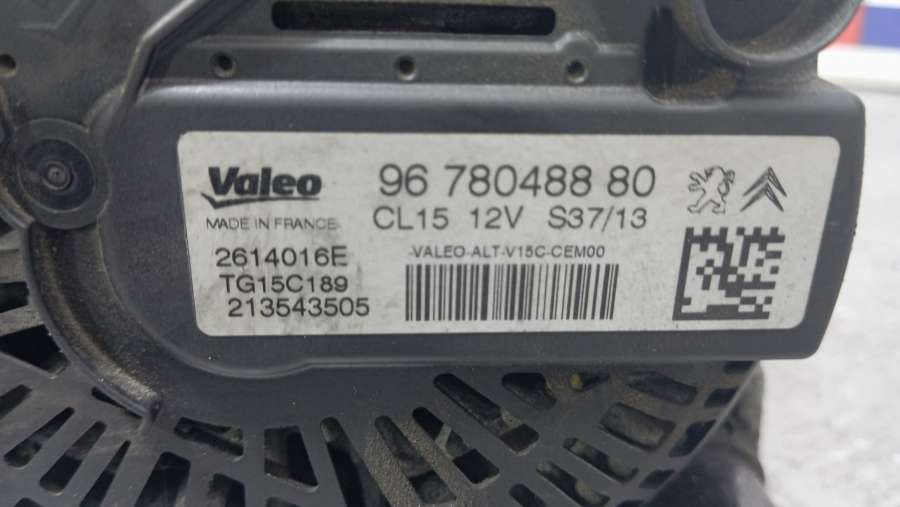 Valeo
MADE IN FRANCE
2614016E
TG15C189
213543505
96 780488 80
CL15 12V S37/13
-VALEO-ALT-V15C-CEM00